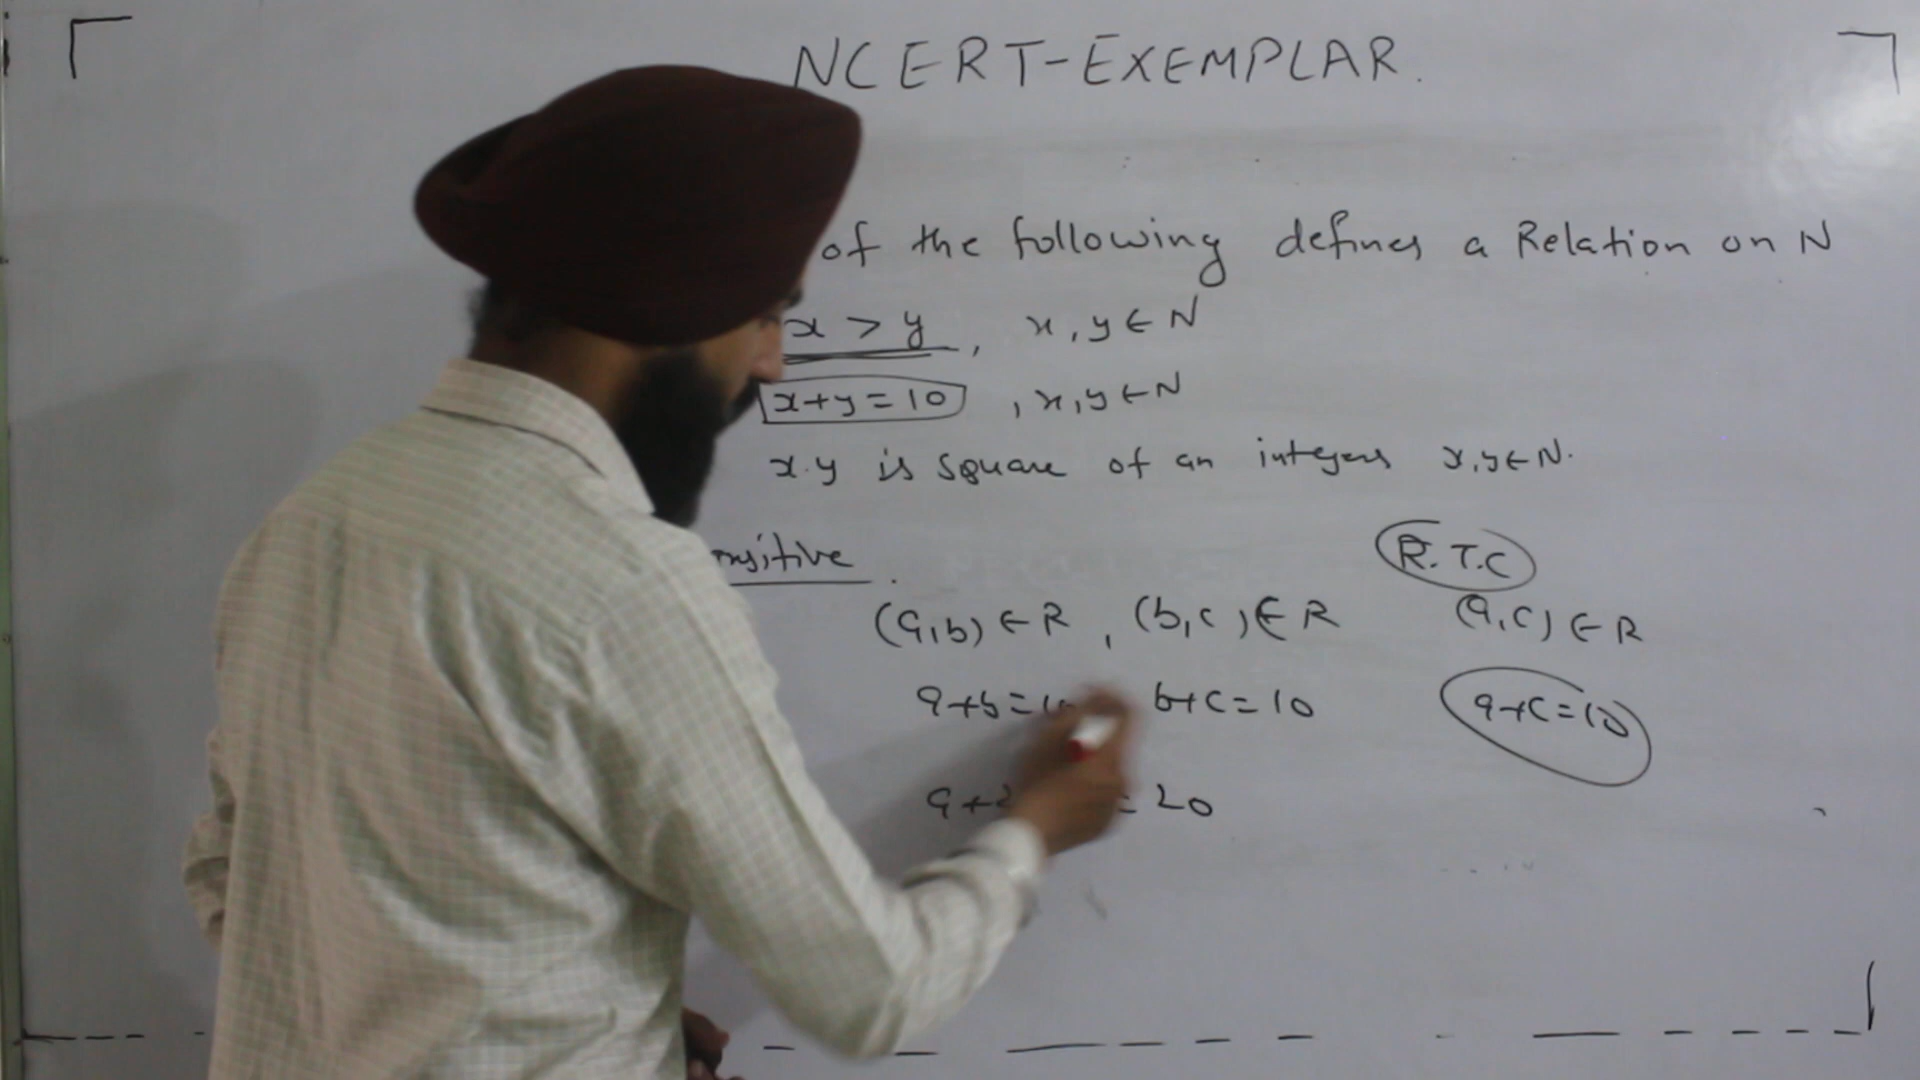 NCERT-EXEMPLAR.
of the following defines a Relation on N
x > y , x, y ∈ N
x+y=10 , x, y ∈ N
x.y is square of an integers x, y ∈ N.
nsitive .
R.T.C
(a,b) ∈ R , (b,c) ∈ R (a,c) ∈ R
a+b=10 b+c=10 a+c=10
a+2 = 20